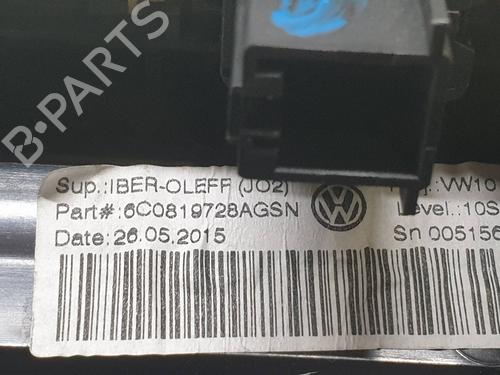 B-PARTS
Sup.:IBER-OLEFF (JO2) :VW10
Part#:6C0819728AGSN Level.:10S
Date:26.05.2015 Sn 005156